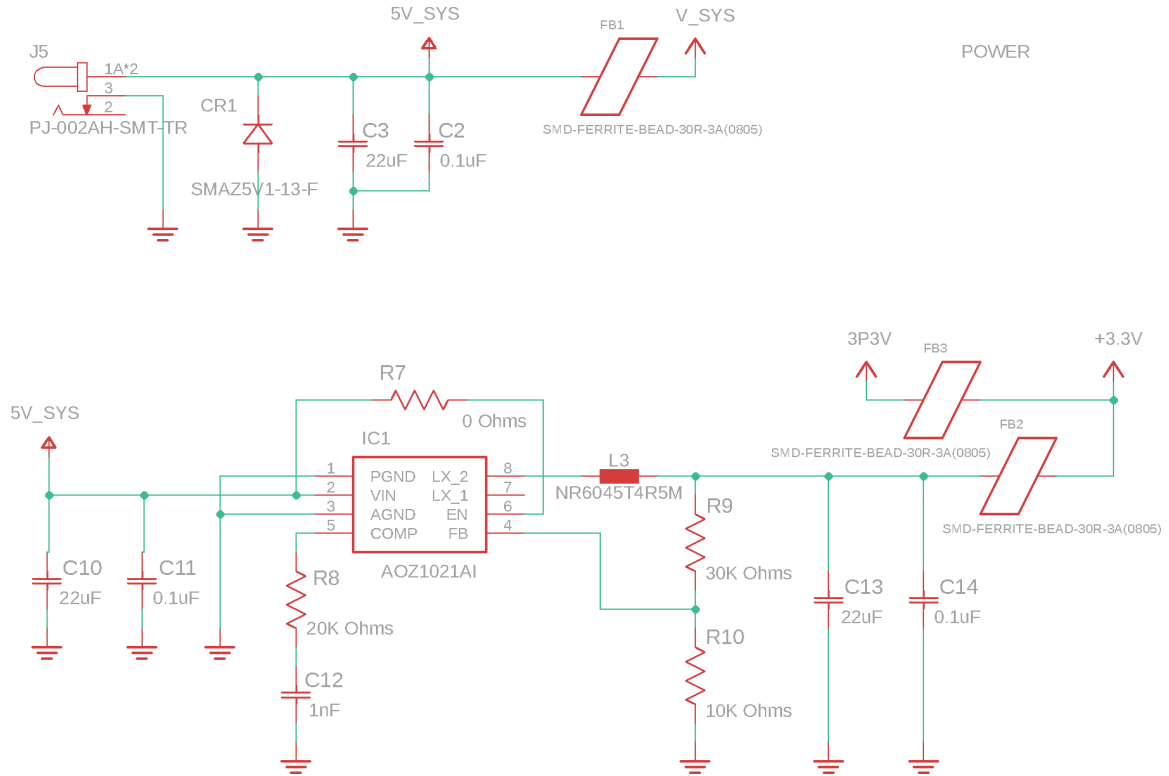 5V_SYS
V_SYS
FB1
POWER
J5
1A*2
3
2
PJ-002AH-SMT-TR
CR1
SMAZ5V1-13-F
C3
22uF
C2
0.1uF
SMD-FERRITE-BEAD-30R-3A(0805)
3P3V
FB3
+3.3V
R7
0 Ohms
5V_SYS
IC1
FB2
SMD-FERRITE-BEAD-30R-3A(0805)
1
PGND
LX_2
8
2
VIN
LX_1
7
3
AGND
EN
6
5
COMP
FB
4
AOZ1021AI
L3
NR6045T4R5M
R9
30K Ohms
SMD-FERRITE-BEAD-30R-3A(0805)
C10
22uF
C11
0.1uF
R8
20K Ohms
C13
22uF
C14
0.1uF
R10
10K Ohms
C12
1nF